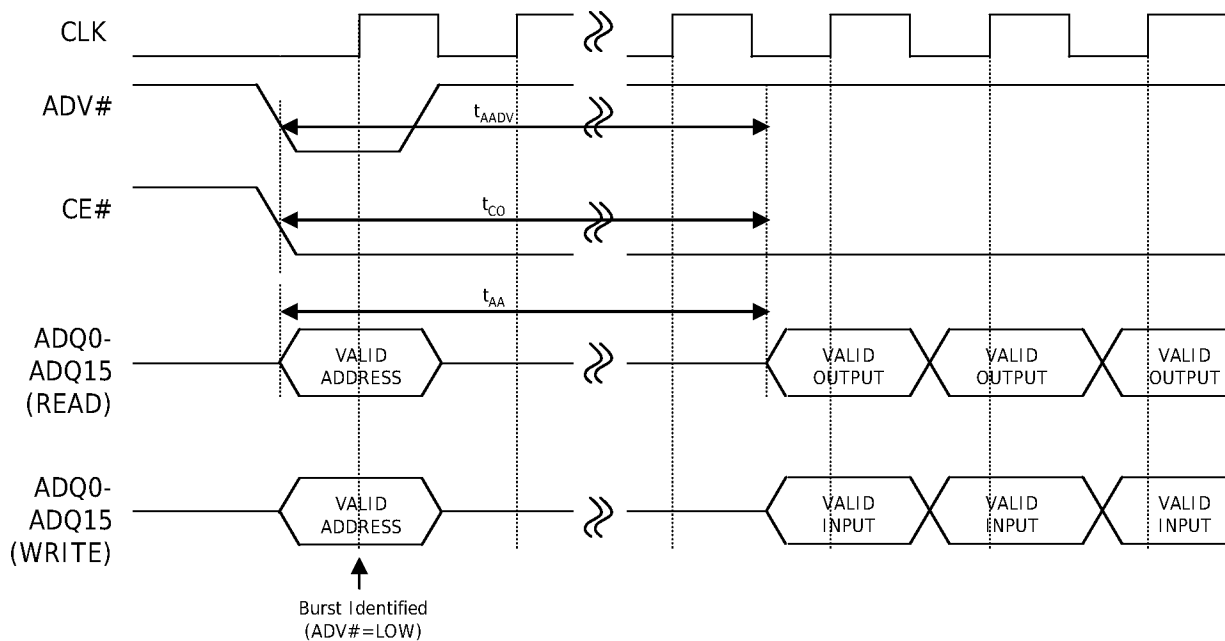 CLK
ADV#
tAADV
CE#
tCO
tAA
ADQ0-
ADQ15
(READ)
VALID
ADDRESS
VALID
OUTPUT
VALID
OUTPUT
VALID
OUTPUT
ADQ0-
ADQ15
(WRITE)
VALID
ADDRESS
VALID
INPUT
VALID
INPUT
VALID
INPUT
Burst Identified
(ADV#=LOW)